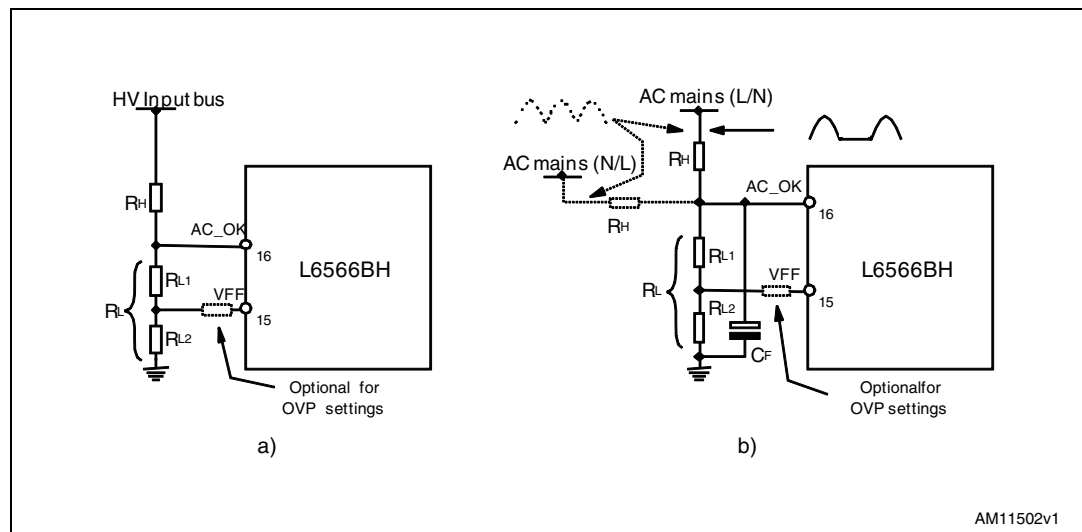 HV Input bus
RH
AC_OK
16
RL1
VFF
RL
15
RL2
L6566BH
Optional for
OVP settings
a)
AC mains (L/N)
RH
AC mains (N/L)
AC_OK
16
RH
RL1
VFF
RL
15
RL2
CF
L6566BH
Optionalfor
OVP settings
b)
AM11502v1